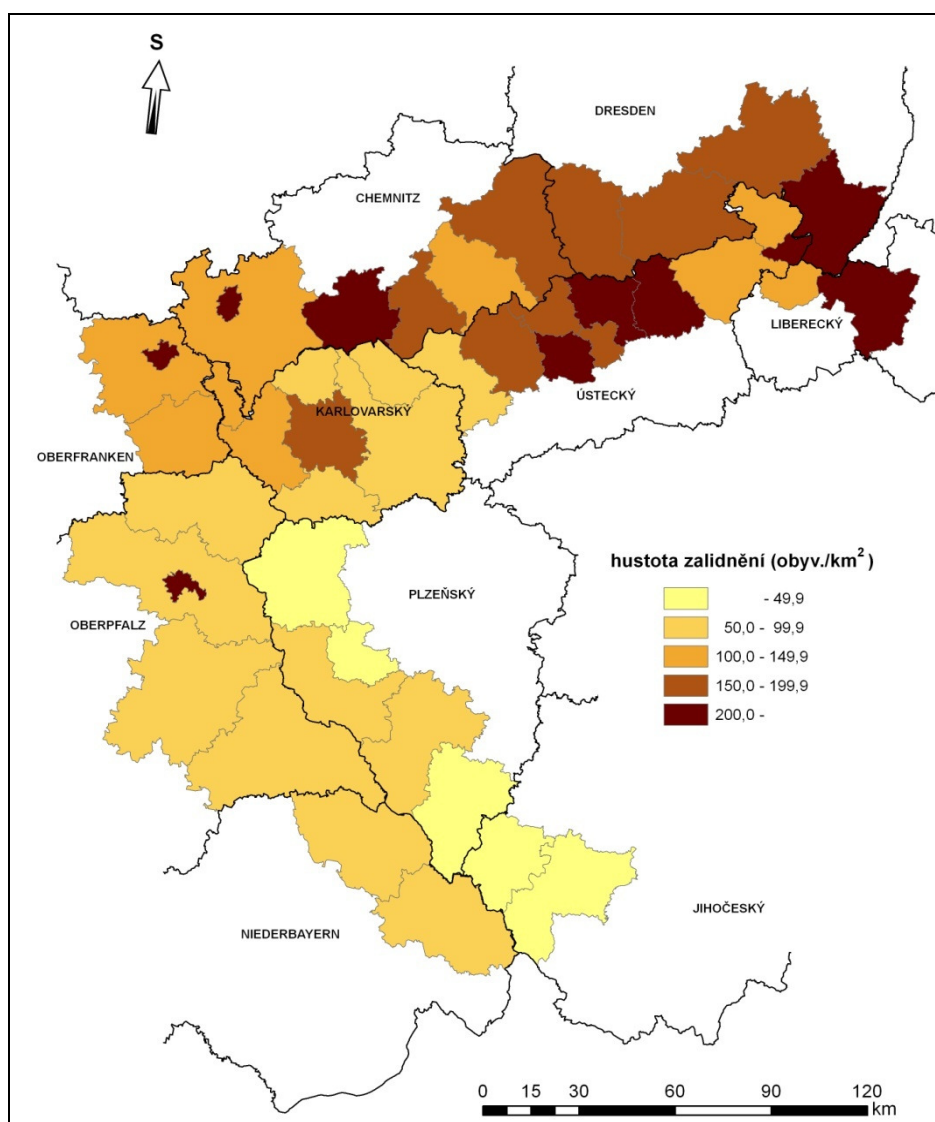 S
DRESDEN
CHEMNITZ
LIBERECKÝ
ÚSTECKÝ
KARLOVARSKÝ
OBERFRANKEN
hustota zalidnění (obyv./km²)
- 49,9
50,0 - 99,9
100,0 - 149,9
150,0 - 199,9
200,0 -
PLZEŇSKÝ
OBERPFALZ
JIHOČESKÝ
NIEDERBAYERN
0 15 30 60 90 120
km